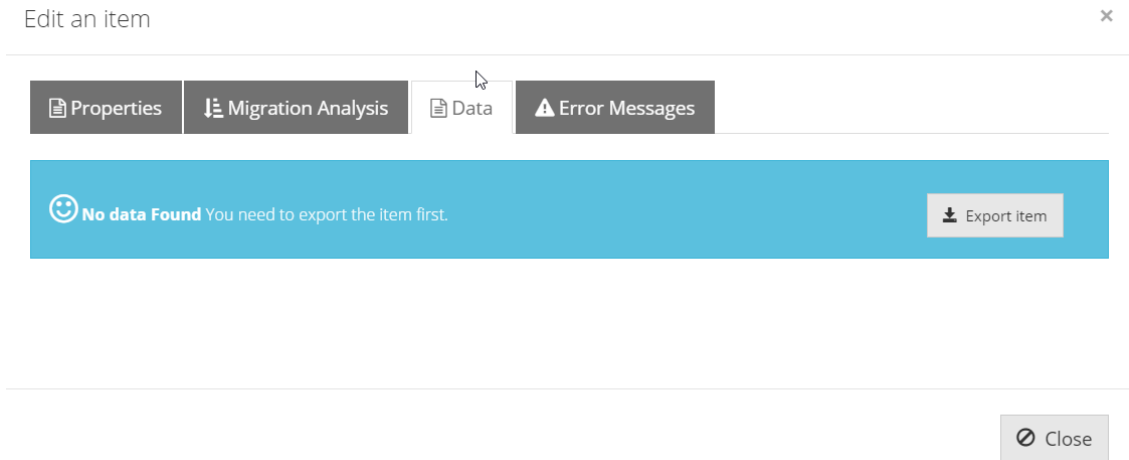 Edit an item ×
Properties Migration Analysis Data Error Messages
No data Found You need to export the item first. Export item
Close